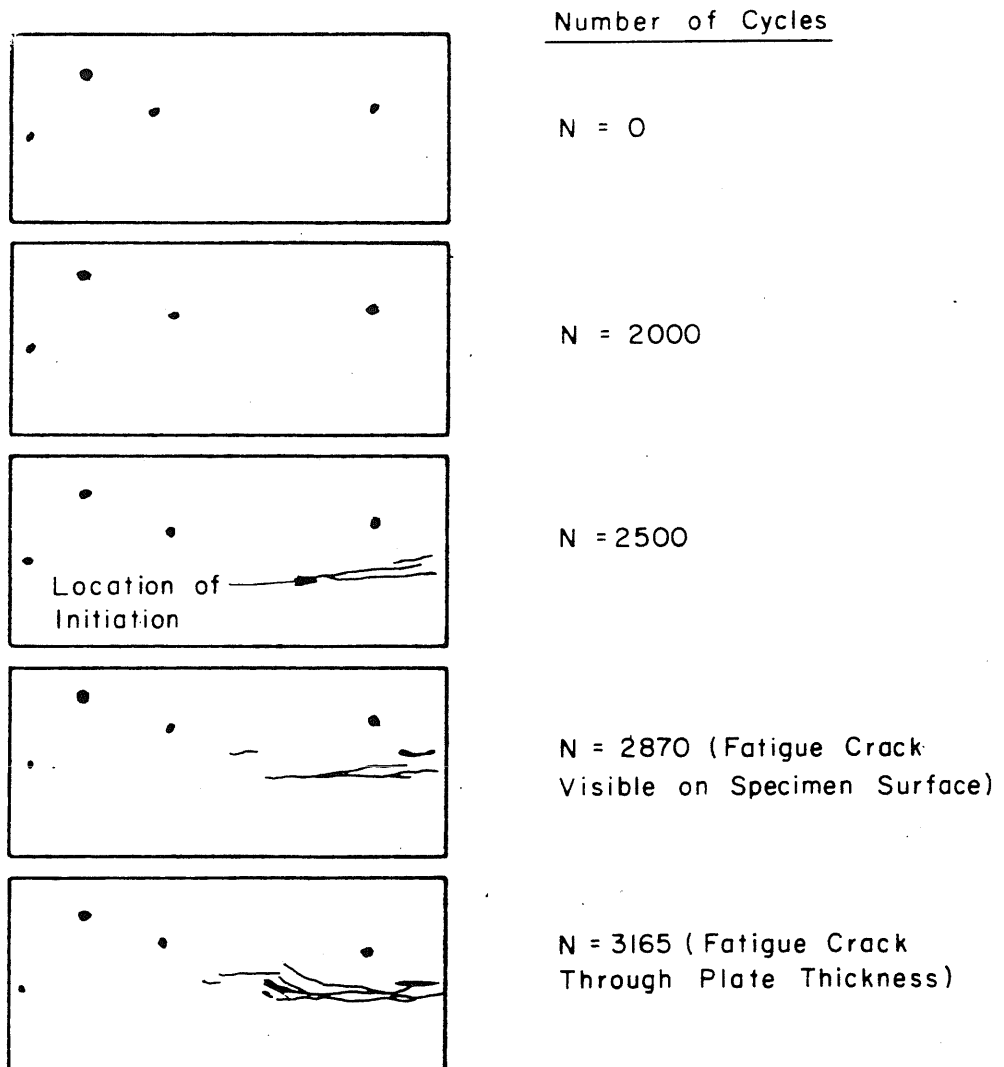 Number of Cycles
N = 0
N = 2000
N = 2500
Location of
Initiation
N = 2870 (Fatigue Crack
Visible on Specimen Surface)
N = 3165 (Fatigue Crack
Through Plate Thickness)